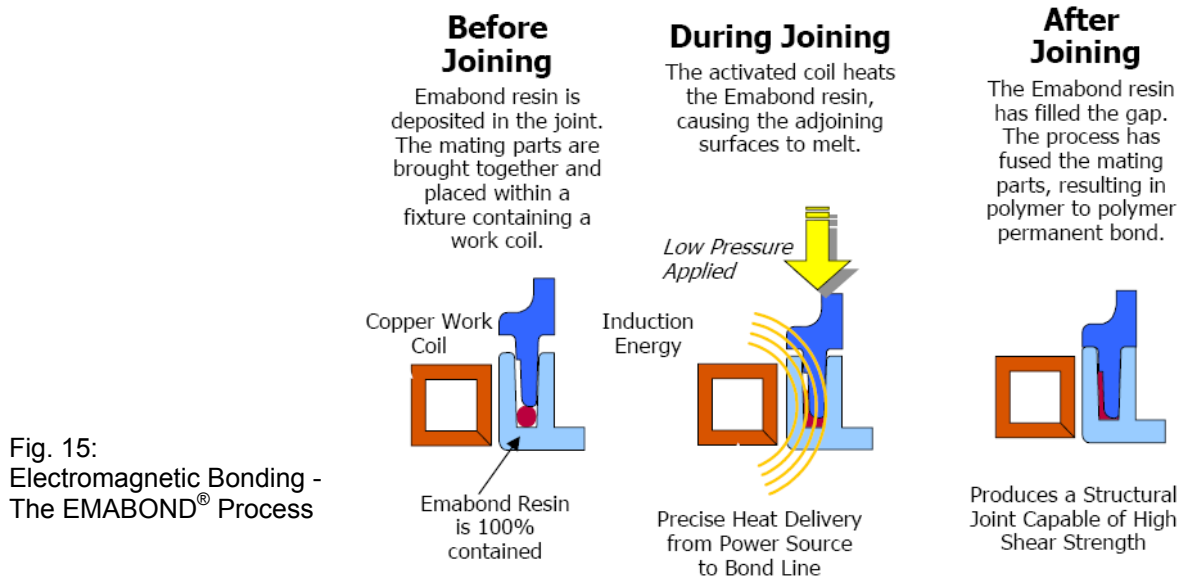 Before
Joining
Emabond resin is
deposited in the joint.
The mating parts are
brought together and
placed within a
fixture containing a
work coil.
Copper Work
Coil
Emabond Resin
is 100%
contained
During Joining
The activated coil heats
the Emabond resin,
causing the adjoining
surfaces to melt.
Low Pressure
Applied
Induction
Energy
Precise Heat Delivery
from Power Source
to Bond Line
After
Joining
The Emabond resin
has filled the gap.
The process has
fused the mating
parts, resulting in
polymer to polymer
permanent bond.
Produces a Structural
Joint Capable of High
Shear Strength
Fig. 15:
Electromagnetic Bonding -
The EMABOND® Process